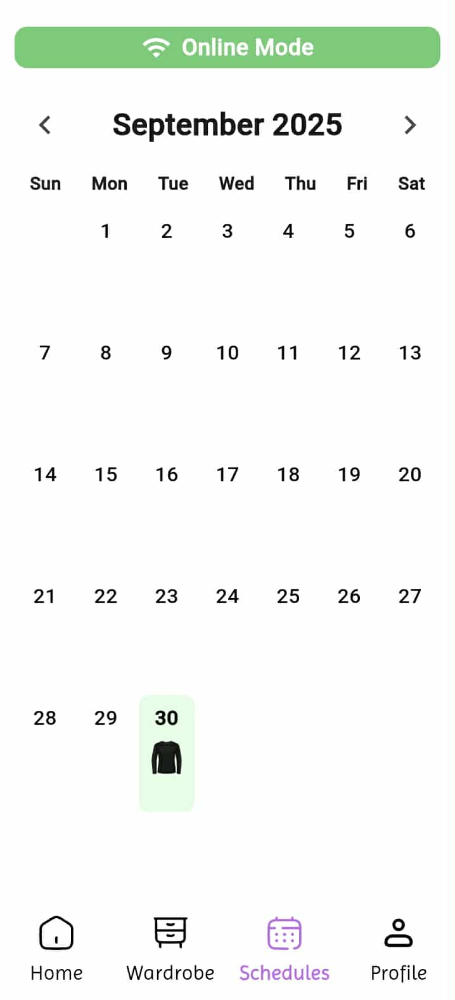 Online Mode
September 2025
Sun Mon Tue Wed Thu Fri Sat
1 2 3 4 5 6
7 8 9 10 11 12 13
14 15 16 17 18 19 20
21 22 23 24 25 26 27
28 29 30
Home Wardrobe Schedules Profile